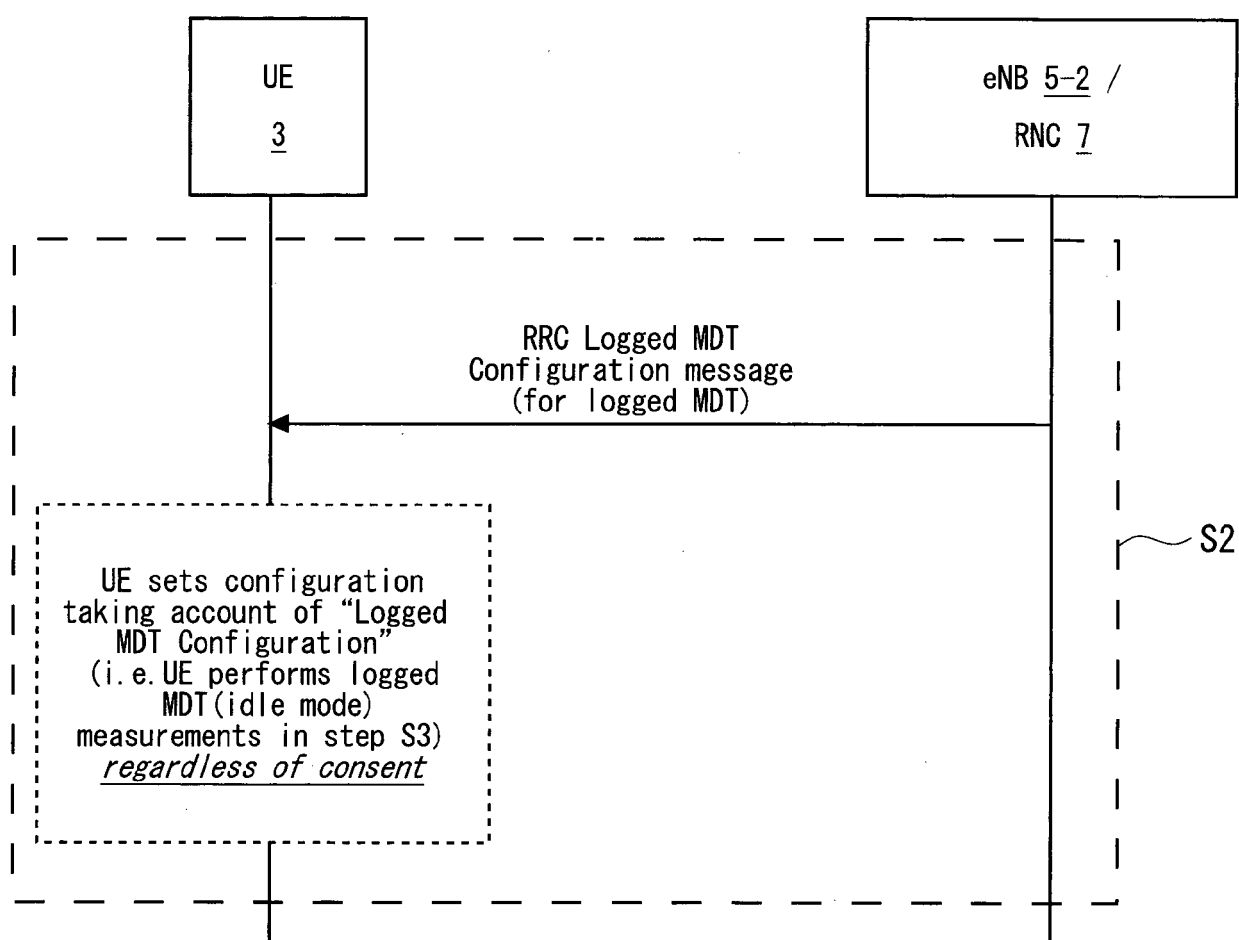 UE
3
eNB 5-2 /
RNC 7
RRC Logged MDT
Configuration message
(for logged MDT)
S2
UE sets configuration
taking account of “Logged
MDT Configuration”
(i.e.UE performs logged
MDT(idle mode)
measurements in step S3)
regardless of consent